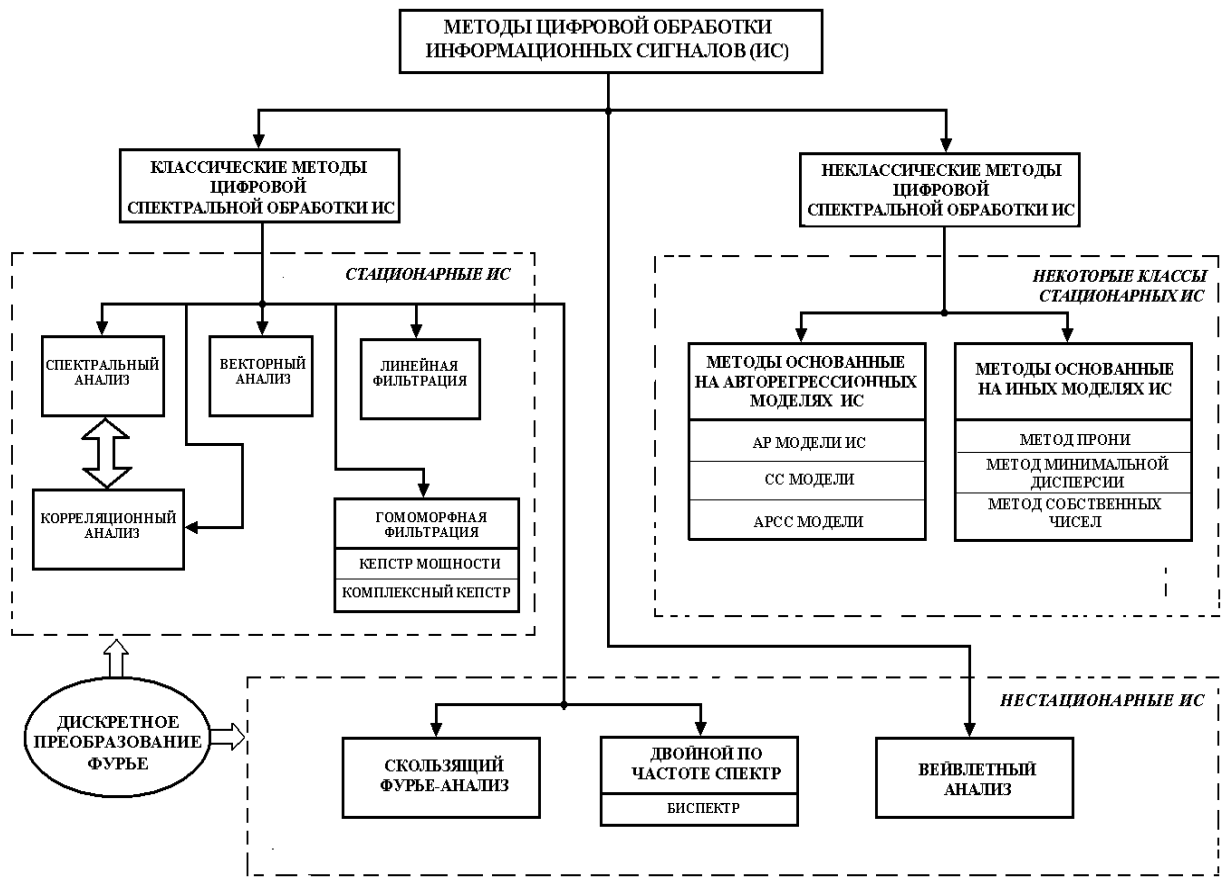 МЕТОДЫ ЦИФРОВОЙ ОБРАБОТКИ
ИНФОРМАЦИОННЫХ СИГНАЛОВ (ИС)
КЛАССИЧЕСКИЕ МЕТОДЫ
ЦИФРОВОЙ
СПЕКТРАЛЬНОЙ ОБРАБОТКИ ИС
НЕКЛАССИЧЕСКИЕ МЕТОДЫ
ЦИФРОВОЙ
СПЕКТРАЛЬНОЙ ОБРАБОТКИ ИС
СТАЦИОНАРНЫЕ ИС
СПЕКТРАЛЬНЫЙ
АНАЛИЗ
ВЕКТОРНЫЙ
АНАЛИЗ
ЛИНЕЙНАЯ
ФИЛЬТРАЦИЯ
КОРРЕЛЯЦИОННЫЙ
АНАЛИЗ
ГОМОМОРФНАЯ
ФИЛЬТРАЦИЯ
КЕПСТР МОЩНОСТИ
КОМПЛЕКСНЫЙ КЕПСТР
НЕКОТОРЫЕ КЛАССЫ
СТАЦИОНАРНЫХ ИС
МЕТОДЫ ОСНОВАННЫЕ
НА АВТОРЕГРЕССИОННЫХ
МОДЕЛЯХ ИС
АР МОДЕЛИ ИС
СС МОДЕЛИ
АРСС МОДЕЛИ
МЕТОДЫ ОСНОВАННЫЕ
НА ИНЫХ МОДЕЛЯХ ИС
МЕТОД ПРОНИ
МЕТОД МИНИМАЛЬНОЙ
ДИСПЕРСИИ
МЕТОД СОБСТВЕННЫХ
ЧИСЕЛ
ДИСКРЕТНОЕ
ПРЕОБРАЗОВАНИЕ
ФУРЬЕ
НЕСТАЦИОНАРНЫЕ ИС
СКОЛЬЗЯЩИЙ
ФУРЬЕ-АНАЛИЗ
ДВОЙНОЙ ПО
ЧАСТОТЕ СПЕКТР
БИСПЕКТР
ВЕЙВЛЕТНЫЙ
АНАЛИЗ